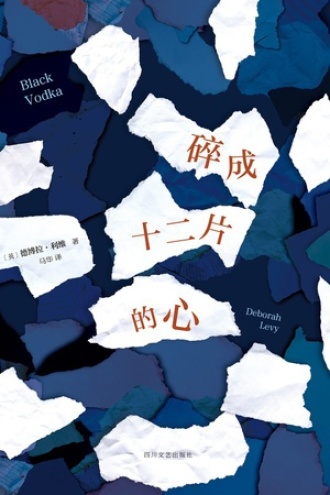 Black
Vodka
碎成
十二片
的心
〔英〕德博拉·利维 著
马华 译
Deborah
Levy
四川文艺出版社